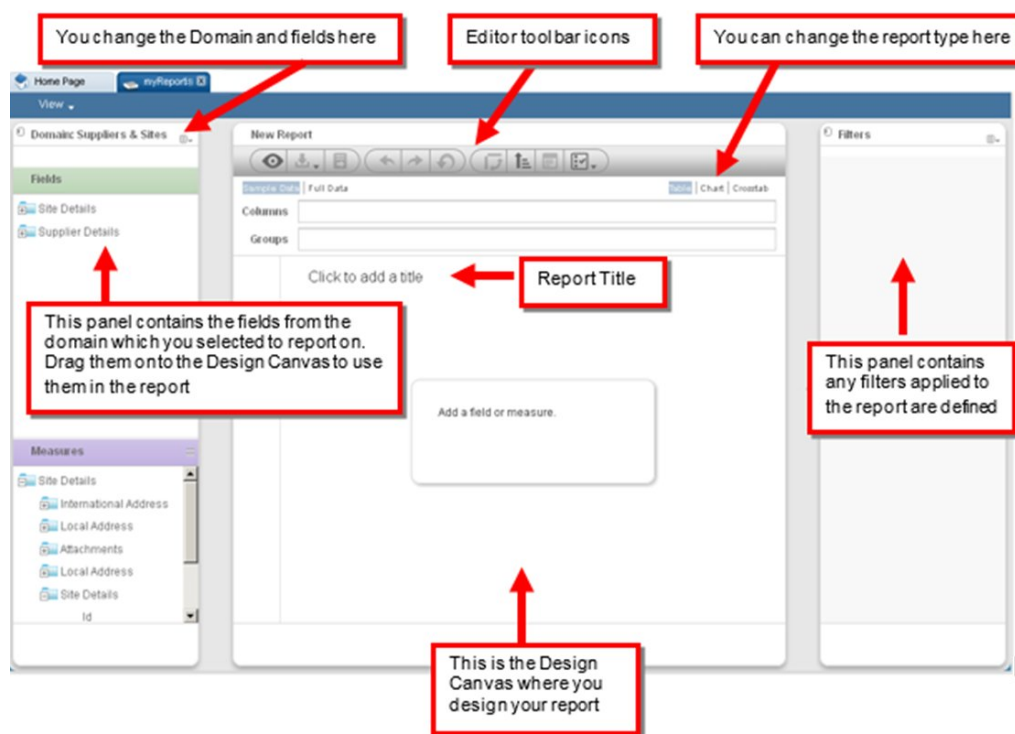 You change the Domain and fields here
Editor toolbar icons
You can change the report type here
Home Page
myReports
View
Domain: Suppliers & Sites
New Report
Filters
Fields
Sample Data | Full Data
Table | Chart | Crosstab
Site Details
Columns
Supplier Details
Groups
Click to add a title
Report Title
This panel contains the fields from the
domain which you selected to report on.
Drag them onto the Design Canvas to use
them in the report
This panel contains
any filters applied to
the report are defined
Add a field or measure.
Measures
Site Details
International Address
Local Address
Attachments
Local Address
Site Details
Id
This is the Design
Canvas where you
design your report